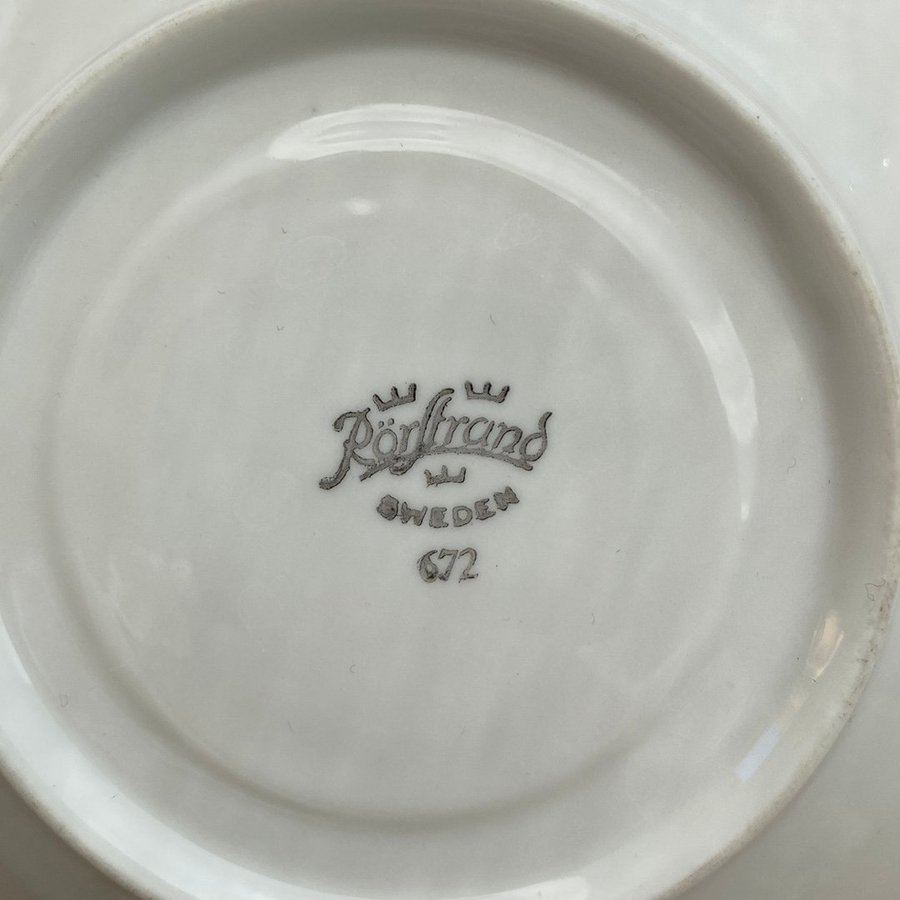 Rörstrand
SWEDEN
672